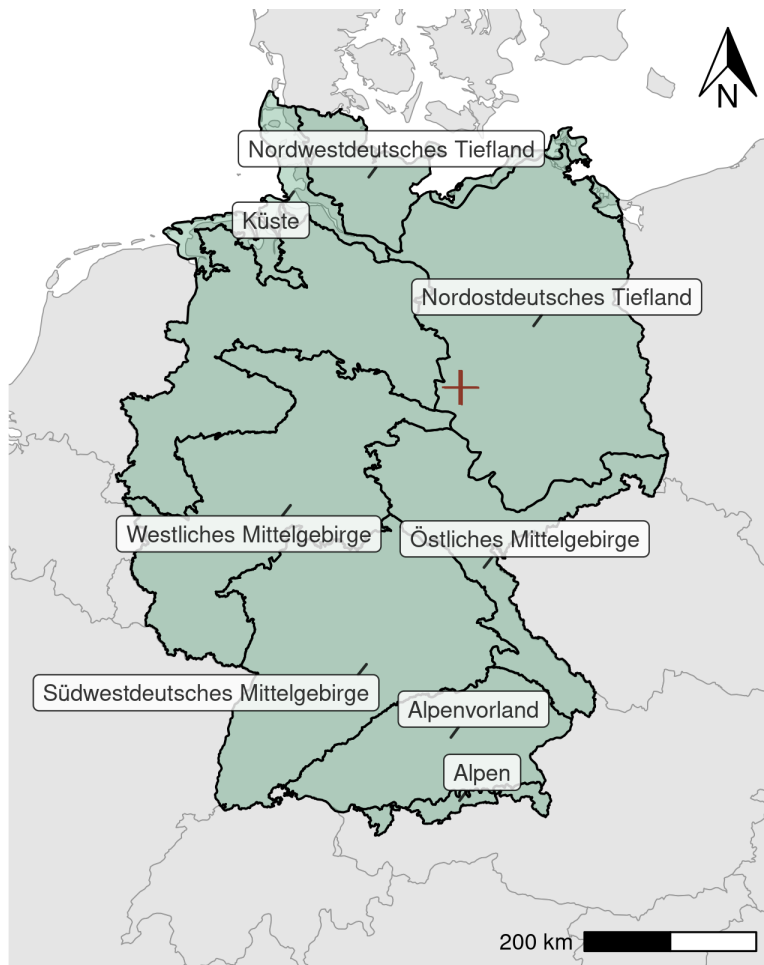 N
Nordwestdeutsches Tiefland
Küste
Nordostdeutsches Tiefland
Westliches Mittelgebirge
Östliches Mittelgebirge
Südwestdeutsches Mittelgebirge
Alpenvorland
Alpen
200 km